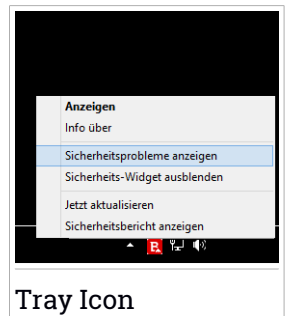 Anzeigen
Info über
Sicherheitsprobleme anzeigen
Sicherheits-Widget ausblenden
Jetzt aktualisieren
Sicherheitsbericht anzeigen
B
Tray Icon